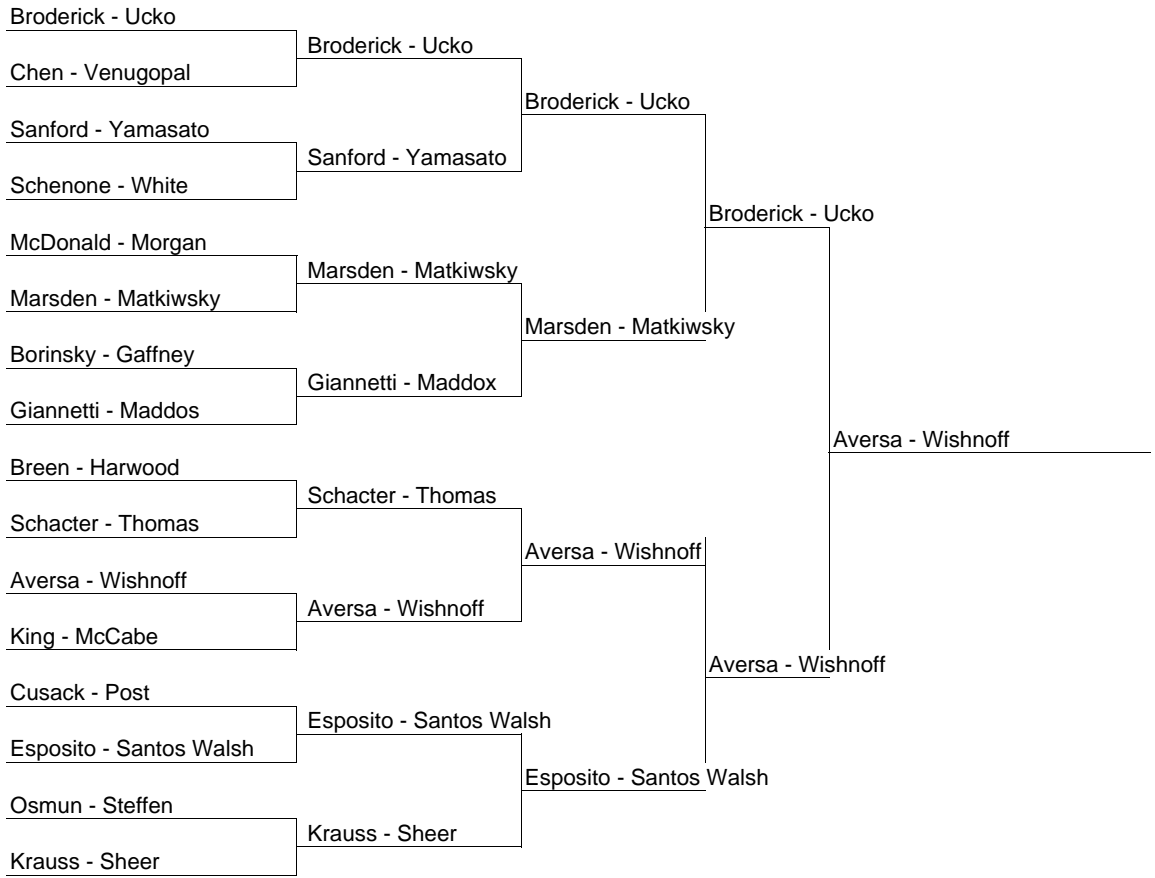 Broderick - Ucko
Chen - Venugopal
Sanford - Yamasato
Schenone - White
McDonald - Morgan
Marsden - Matkiwsky
Borinsky - Gaffney
Giannetti - Maddos
Breen - Harwood
Schacter - Thomas
Aversa - Wishnoff
King - McCabe
Cusack - Post
Esposito - Santos Walsh
Osmun - Steffen
Krauss - Sheer
Broderick - Ucko
Sanford - Yamasato
Marsden - Matkiwsky
Giannetti - Maddox
Schacter - Thomas
Aversa - Wishnoff
Esposito - Santos Walsh
Krauss - Sheer
Broderick - Ucko
Marsden - Matkiwsky
Aversa - Wishnoff
Esposito - Santos Walsh
Broderick - Ucko
Aversa - Wishnoff
Aversa - Wishnoff